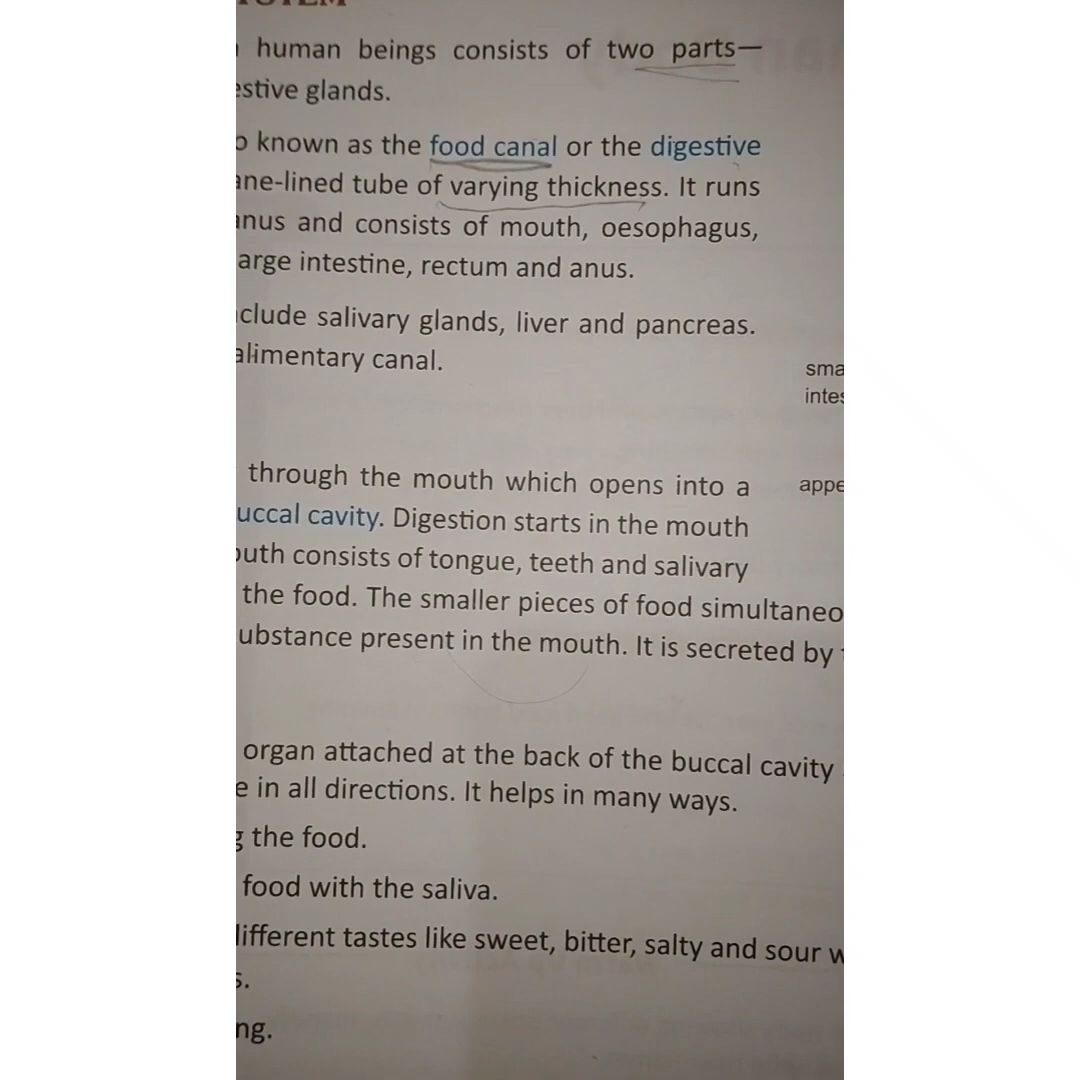 human beings consists of two parts—
estive glands.
known as the food canal or the digestive
ane-lined tube of varying thickness. It runs
anus and consists of mouth, oesophagus,
arge intestine, rectum and anus.
clude salivary glands, liver and pancreas.
alimentary canal.
sma
intes
through the mouth which opens into a
appe
uccal cavity. Digestion starts in the mouth
outh consists of tongue, teeth and salivary
the food. The smaller pieces of food simultaneo
ubstance present in the mouth. It is secreted by
organ attached at the back of the buccal cavity
e in all directions. It helps in many ways.
g the food.
food with the saliva.
different tastes like sweet, bitter, salty and sour w
s.
ng.